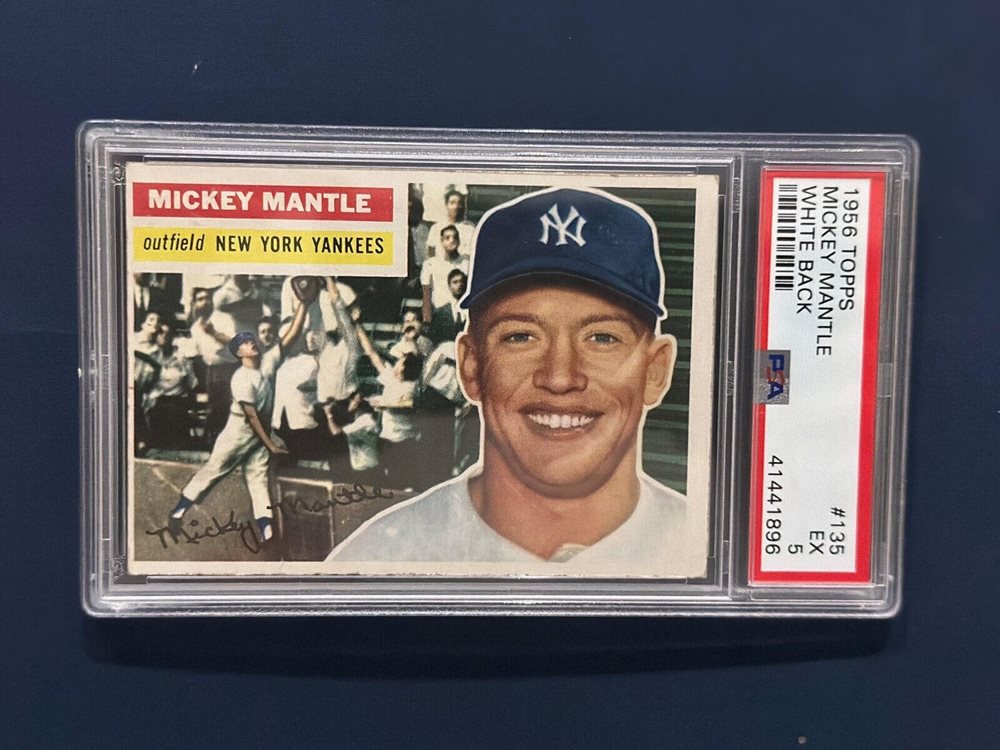 MICKEY MANTLE
outfield NEW YORK YANKEES
NY
Mickey Mantle
1956 TOPPS
MICKEY MANTLE
WHITE BACK
#135
EX
5
PSA
41441896